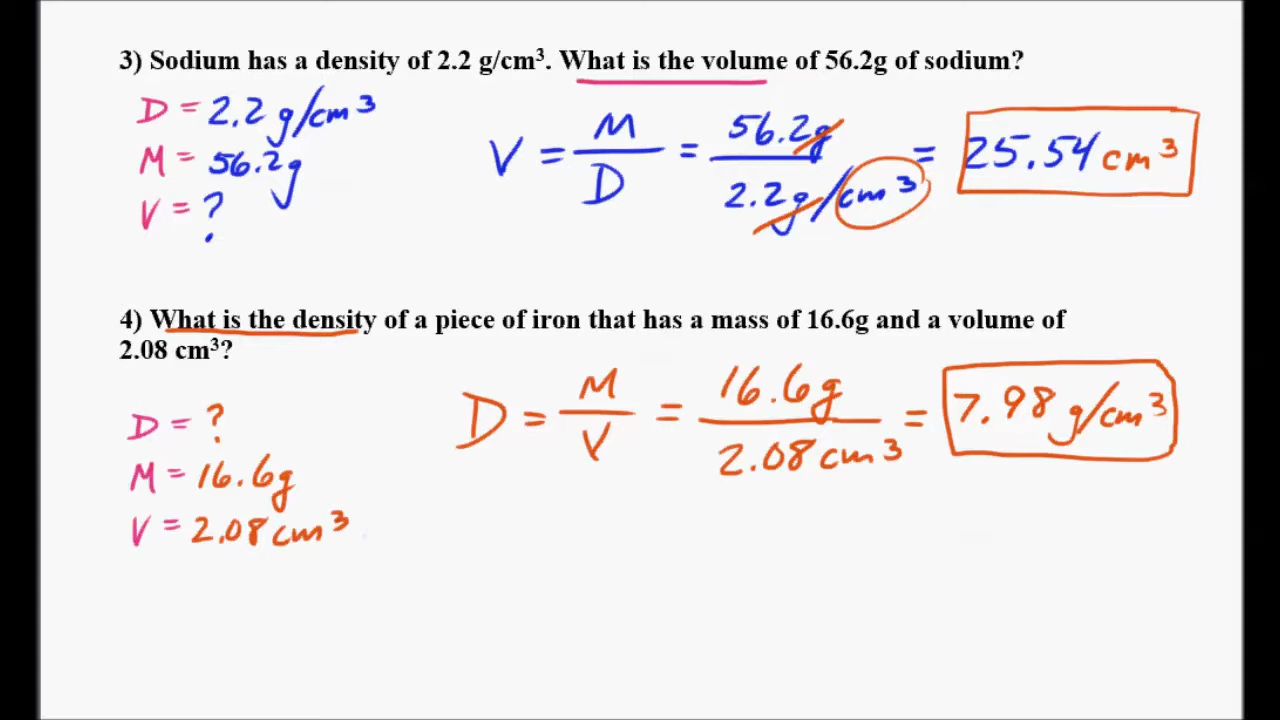 3) Sodium has a density of 2.2 g/cm³. What is the volume of 56.2g of sodium?
D = 2.2 g/cm³
M = 56.2g
V = ?
V = M/D = 56.2g / 2.2g/cm³ = 25.54 cm³
4) What is the density of a piece of iron that has a mass of 16.6g and a volume of
2.08 cm³?
D = ?
M = 16.6g
V = 2.08 cm³
D = M/V = 16.6g / 2.08 cm³ = 7.98 g/cm³